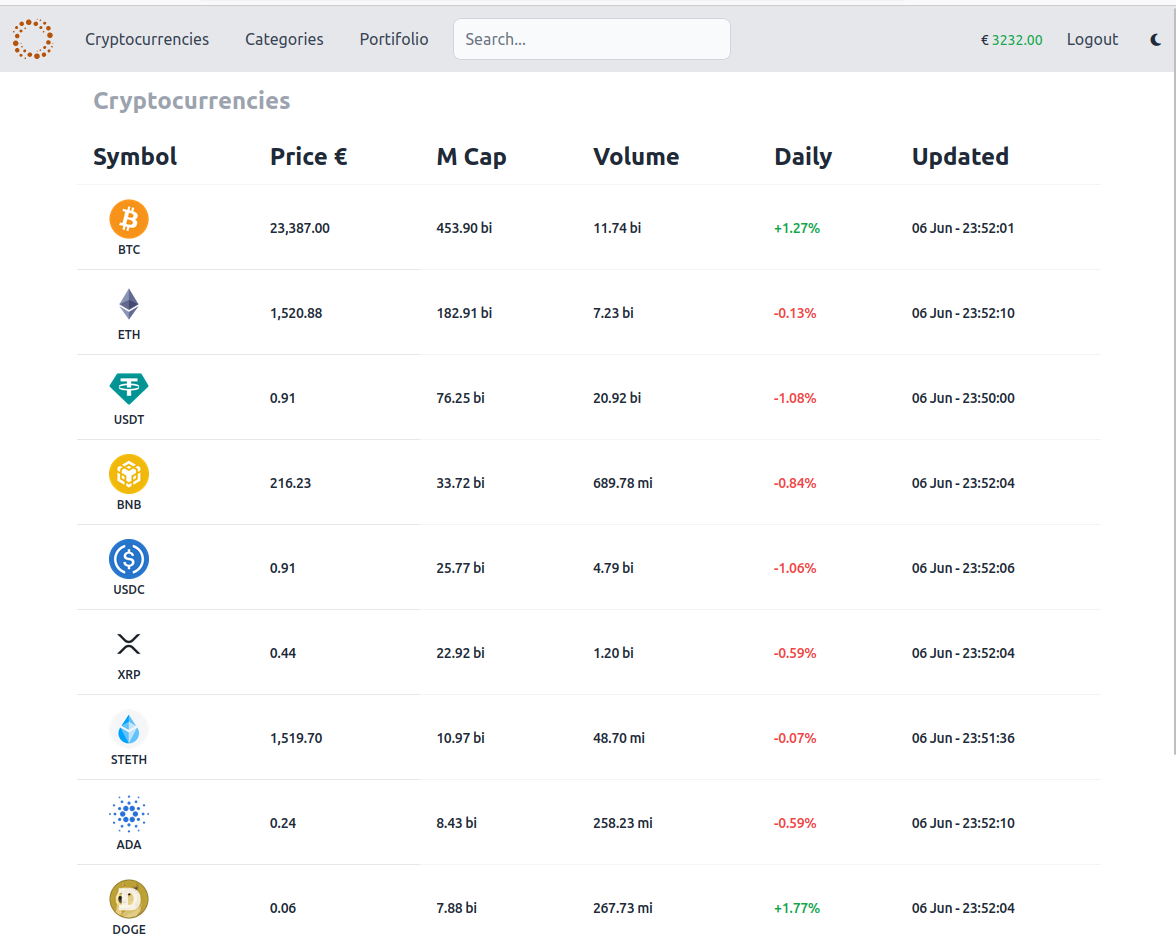 Cryptocurrencies Categories Portifolio Search... € 3232.00 Logout
Cryptocurrencies
Symbol Price € M Cap Volume Daily Updated
BTC 23,387.00 453.90 bi 11.74 bi +1.27% 06 Jun - 23:52:01
ETH 1,520.88 182.91 bi 7.23 bi -0.13% 06 Jun - 23:52:10
USDT 0.91 76.25 bi 20.92 bi -1.08% 06 Jun - 23:50:00
BNB 216.23 33.72 bi 689.78 mi -0.84% 06 Jun - 23:52:04
USDC 0.91 25.77 bi 4.79 bi -1.06% 06 Jun - 23:52:06
XRP 0.44 22.92 bi 1.20 bi -0.59% 06 Jun - 23:52:04
STETH 1,519.70 10.97 bi 48.70 mi -0.07% 06 Jun - 23:51:36
ADA 0.24 8.43 bi 258.23 mi -0.59% 06 Jun - 23:52:10
DOGE 0.06 7.88 bi 267.73 mi +1.77% 06 Jun - 23:52:04